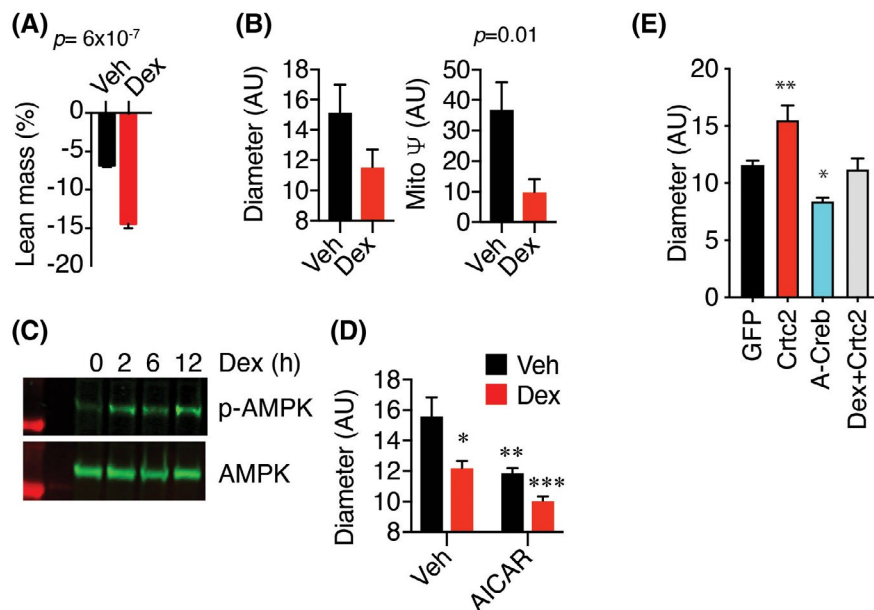 (A)
p= 6x10⁻⁷
Veh
Dex
Lean mass (%)
0
-5
-10
-15
-20
(B)
Diameter (AU)
18
16
14
12
10
8
Veh
Dex
p=0.01
Mito Ψ (AU)
50
40
30
20
10
0
Veh
Dex
(C)
0 2 6 12 Dex (h)
p-AMPK
AMPK
(D)
Veh
Dex
Diameter (AU)
18
16
14
12
10
8
*
**
***
Veh
AICAR
(E)
Diameter (AU)
20
15
10
5
0
**
*
GFP
Crtc2
A-Creb
Dex+Crtc2